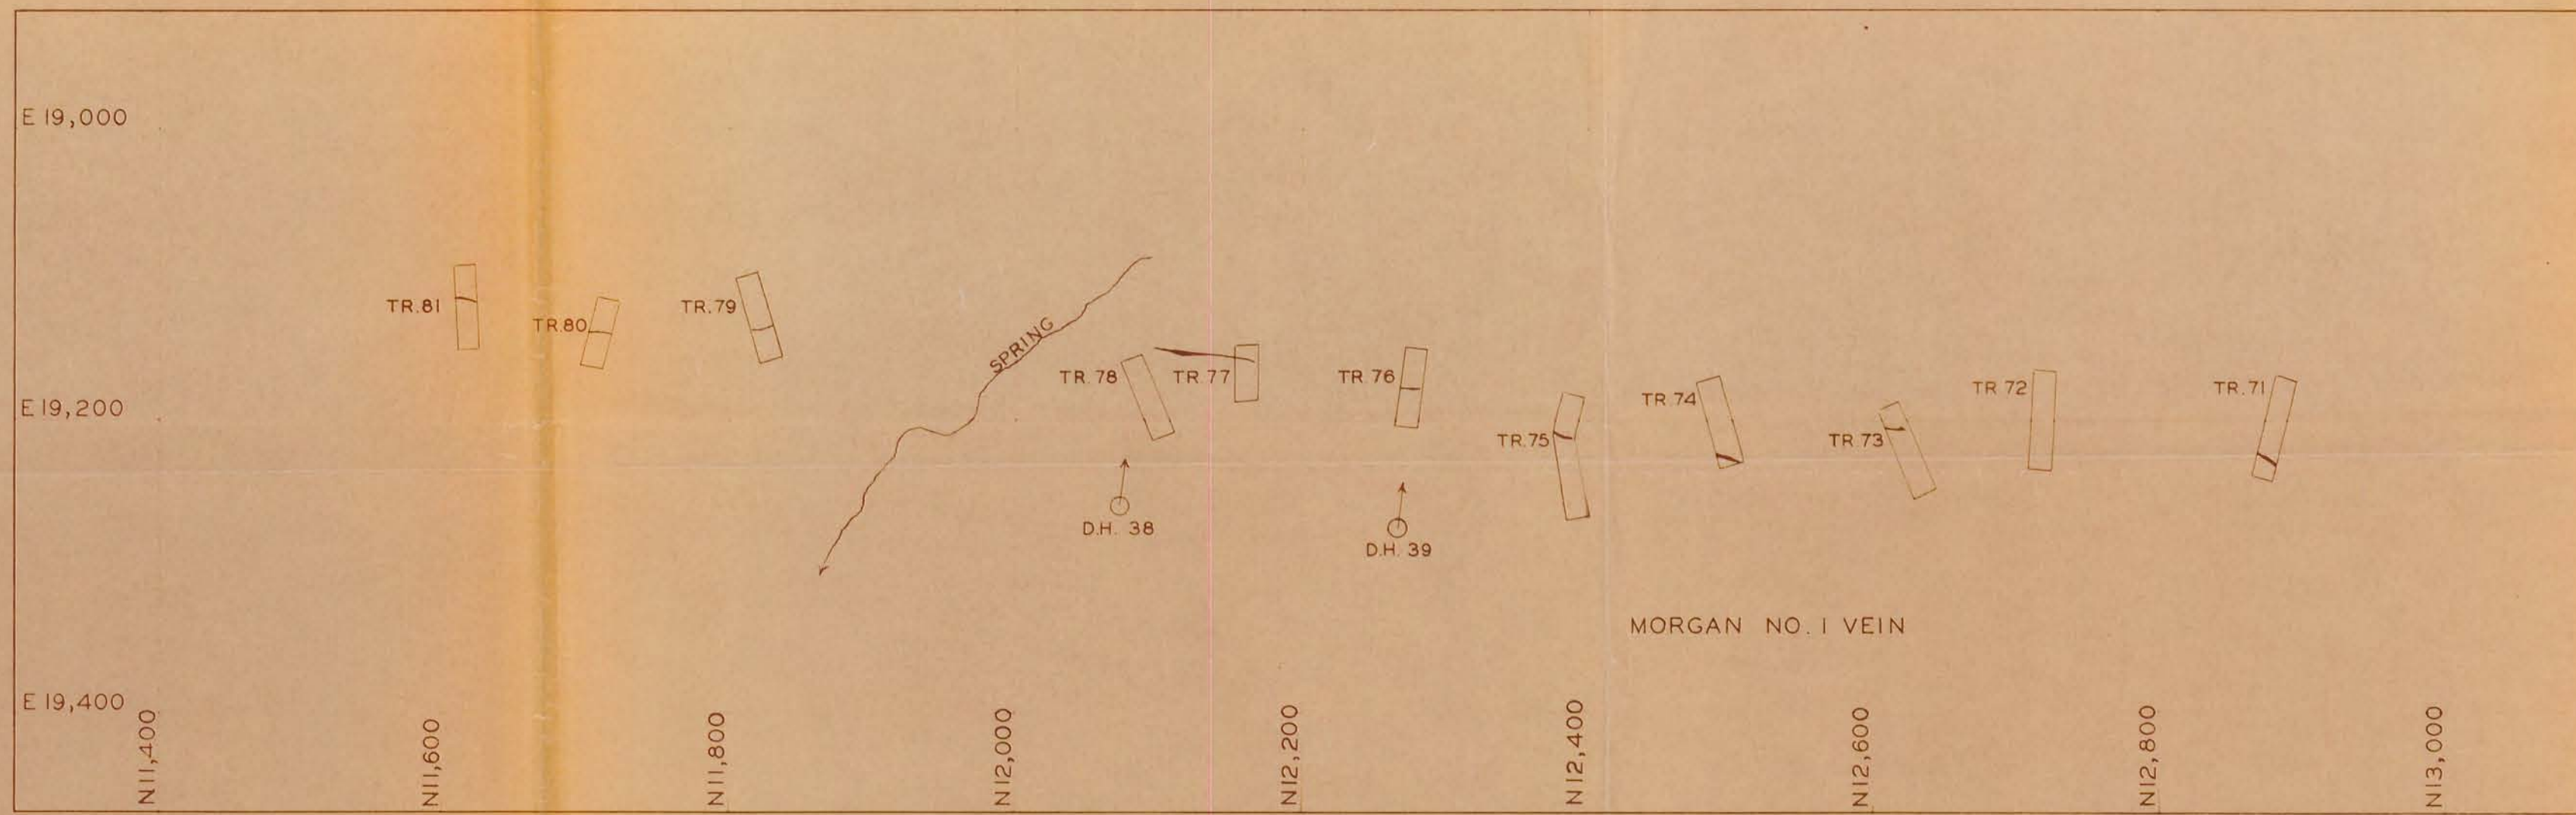 E 19,000
TR.81
TR.80
TR.79
SPRING
TR. 78
TR. 77
TR 76
TR. 74
TR 72
TR. 71
E 19,200
TR.75
TR. 73
D.H. 38
D.H. 39
MORGAN NO. 1 VEIN
E 19,400
N11,400
N11,600
N11,800
N12,000
N12,200
N12,400
N12,600
N12,800
N13,000